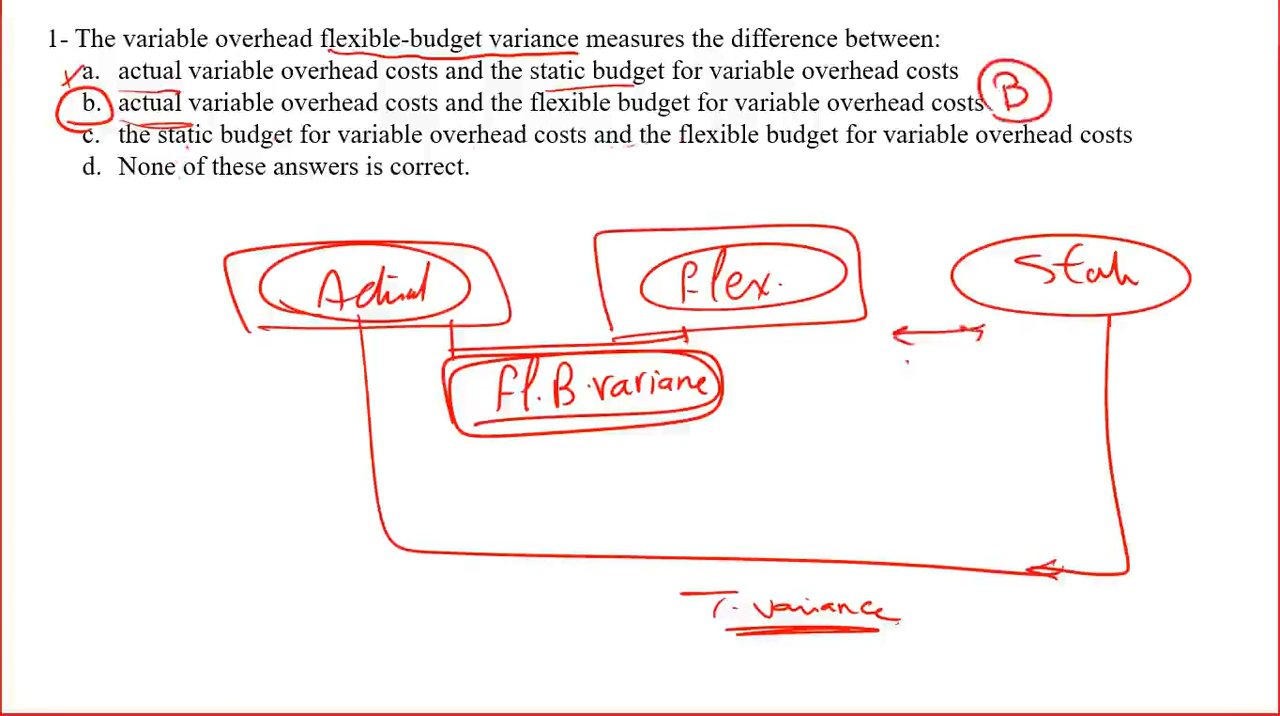 1- The variable overhead flexible-budget variance measures the difference between:
a. actual variable overhead costs and the static budget for variable overhead costs
b. actual variable overhead costs and the flexible budget for variable overhead costs B
c. the static budget for variable overhead costs and the flexible budget for variable overhead costs
d. None of these answers is correct.
Actual Flex.
Fl. B. variane
T. variance